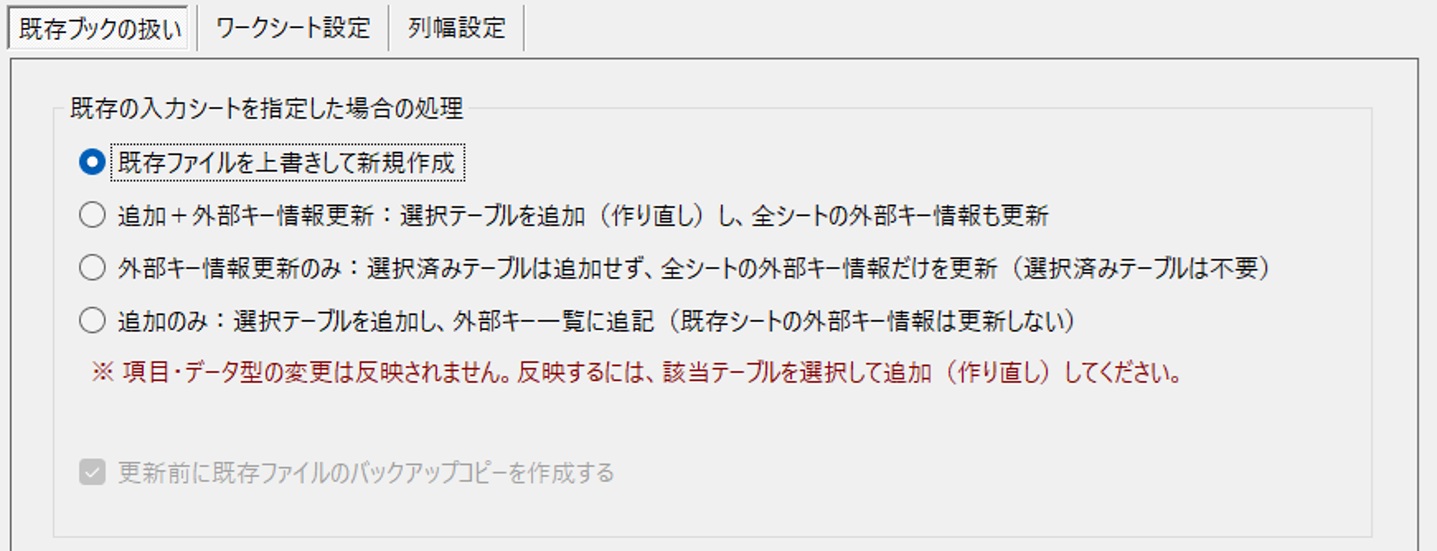 既存ブックの扱い ワークシート設定 列幅設定
既存の入力シートを指定した場合の処理
既存ファイルを上書きして新規作成
追加＋外部キー情報更新：選択テーブルを追加（作り直し）し、全シートの外部キー情報も更新
外部キー情報更新のみ：選択済みテーブルは追加せず、全シートの外部キー情報だけを更新（選択済みテーブルは不要）
追加のみ：選択テーブルを追加し、外部キー一覧に追記（既存シートの外部キー情報は更新しない）
※ 項目・データ型の変更は反映されません。反映するには、該当テーブルを選択して追加（作り直し）してください。
更新前に既存ファイルのバックアップコピーを作成する